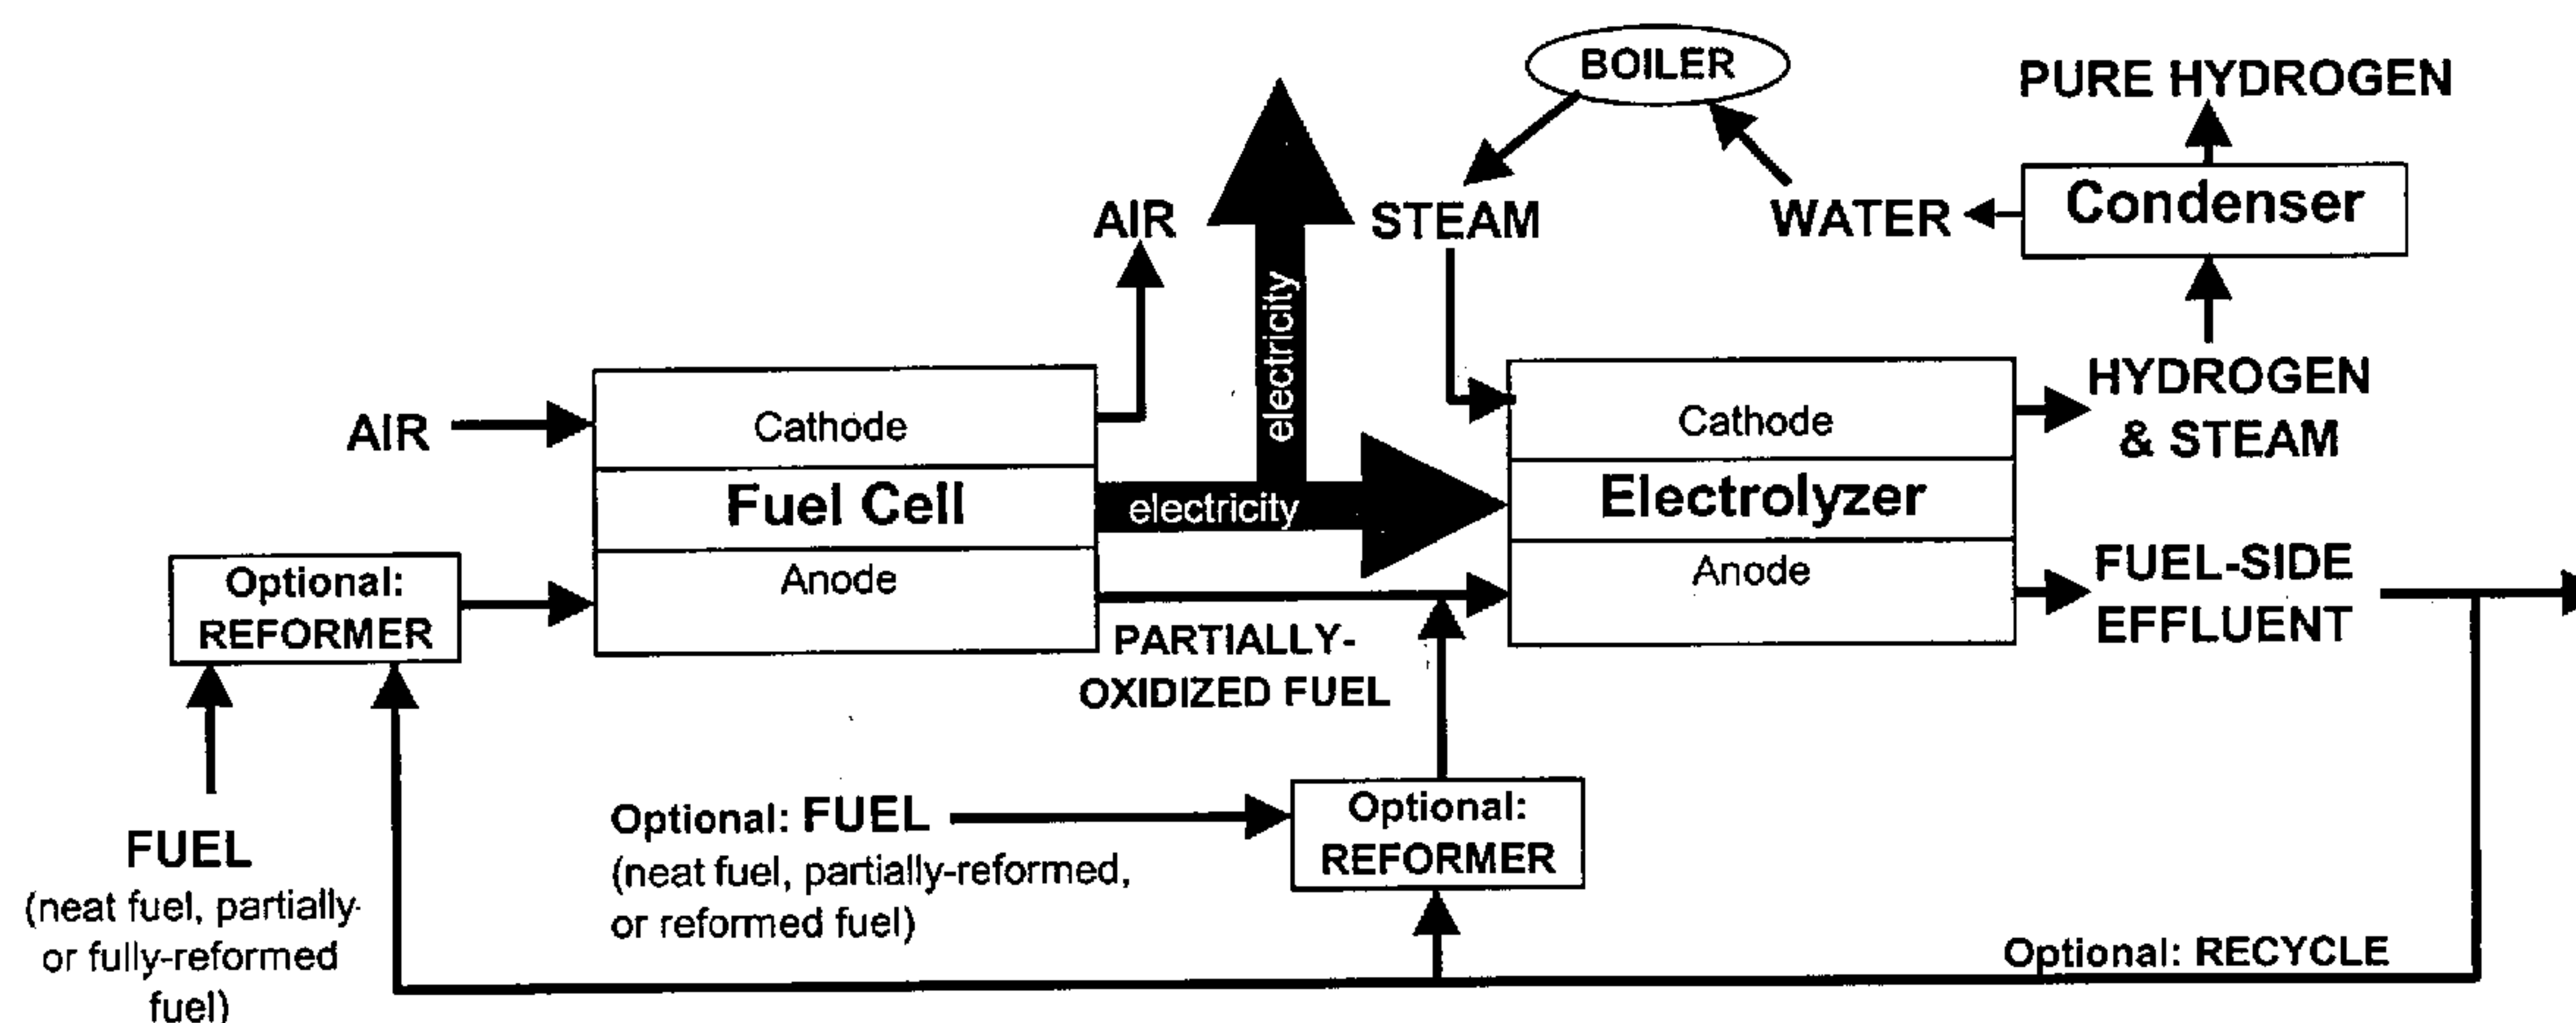 BOILER
PURE HYDROGEN
AIR
STEAM
WATER
Condenser
electricity
HYDROGEN
& STEAM
AIR
Cathode
Fuel Cell
Anode
electricity
Cathode
Electrolyzer
Anode
FUEL-SIDE
EFFLUENT
Optional:
REFORMER
PARTIALLY-
OXIDIZED FUEL
FUEL
(neat fuel, partially-
or fully-reformed
fuel)
Optional: FUEL
(neat fuel, partially-reformed,
or reformed fuel)
Optional:
REFORMER
Optional: RECYCLE